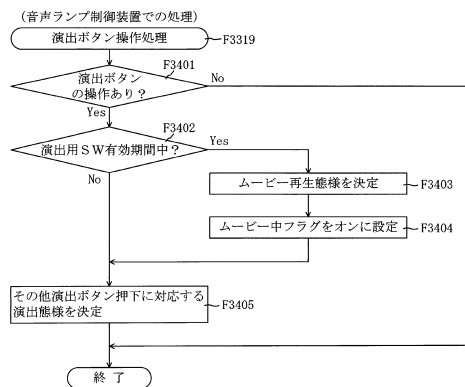 (音声ランプ制御装置での処理)
演出ボタン操作処理
F3319
F3401
演出ボタン
の操作あり?
No
Yes
F3402
演出用SW有効期間中?
Yes
No
ムービー再生態様を決定
F3403
ムービー中フラグをオンに設定
F3404
その他演出ボタン押下に対応する
演出態様を決定
F3405
終了